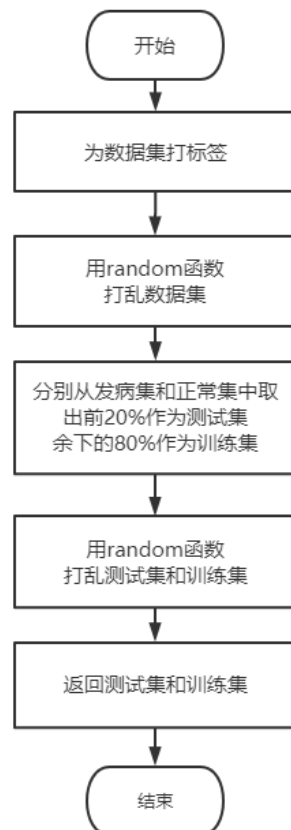 开始
为数据集打标签
用random函数
打乱数据集
分别从发病集和正常集中取
出前20%作为测试集
余下的80%作为训练集
用random函数
打乱测试集和训练集
返回测试集和训练集
结束